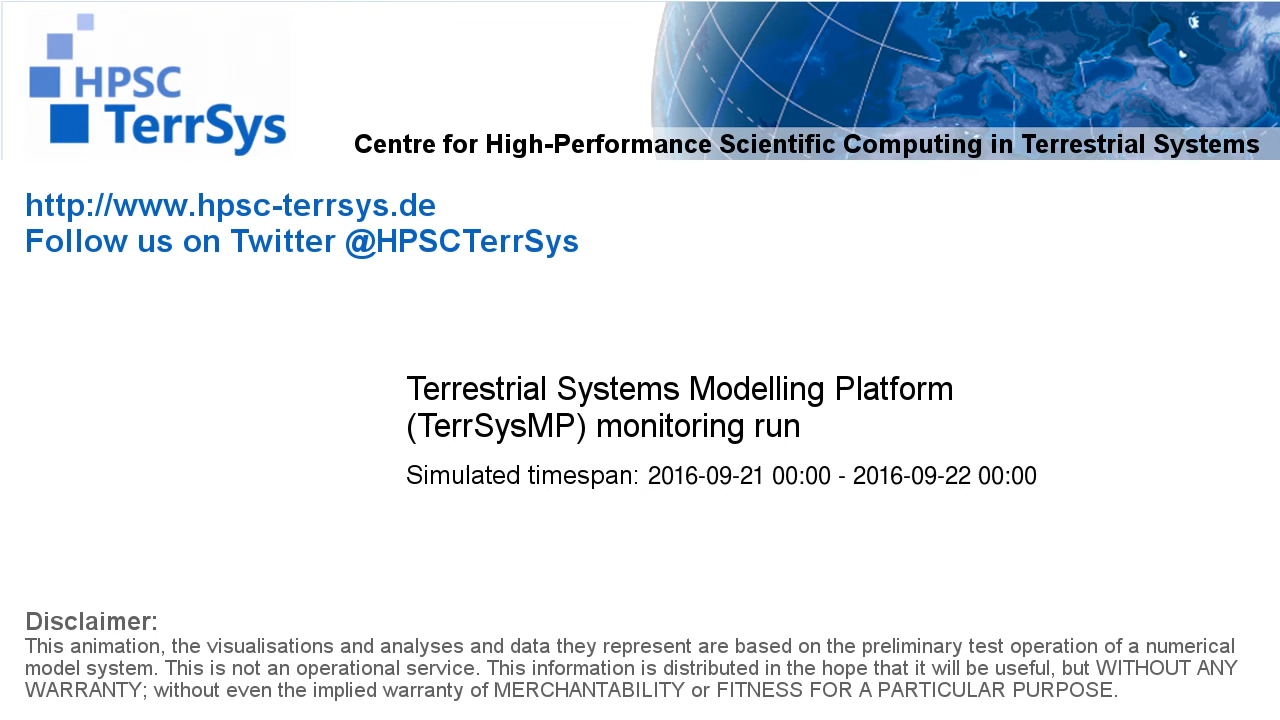 HPSC
TerrSys
Centre for High-Performance Scientific Computing in Terrestrial Systems
http://www.hpsc-terrsys.de
Follow us on Twitter @HPSCTerrSys
Terrestrial Systems Modelling Platform
(TerrSysMP) monitoring run
Simulated timespan: 2016-09-21 00:00 - 2016-09-22 00:00
Disclaimer:
This animation, the visualisations and analyses and data they represent are based on the preliminary test operation of a numerical
model system. This is not an operational service. This information is distributed in the hope that it will be useful, but WITHOUT ANY
WARRANTY; without even the implied warranty of MERCHANTABILITY or FITNESS FOR A PARTICULAR PURPOSE.